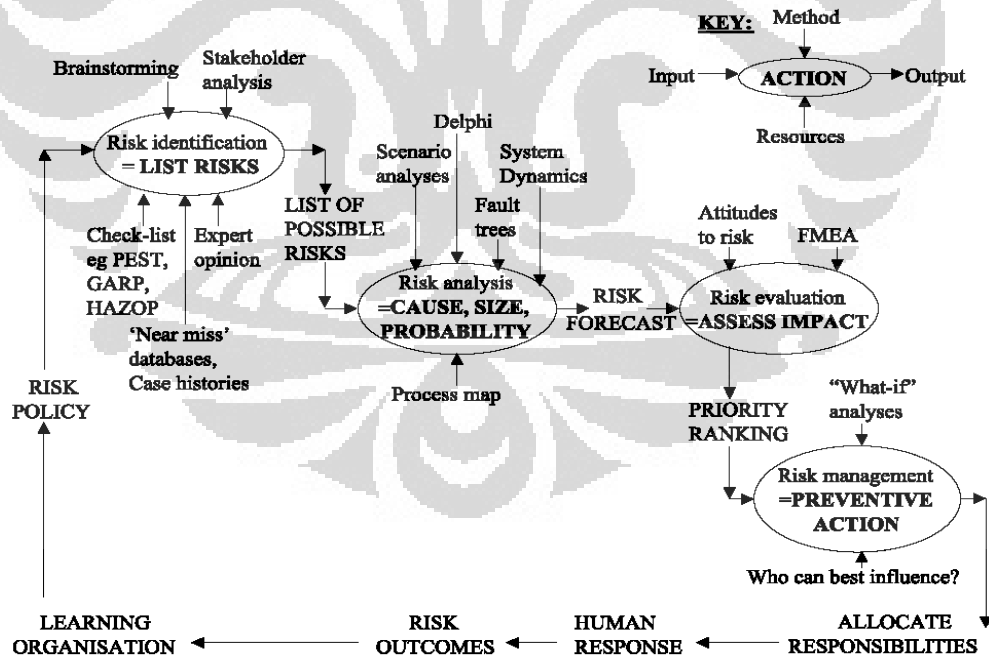 KEY:
Method
Input
ACTION
Output
Resources
Brainstorming
Stakeholder
analysis
Risk identification
= LIST RISKS
Check-list
eg PEST,
GARP,
HAZOP
Expert
opinion
'Near miss'
databases,
Case histories
LIST OF
POSSIBLE
RISKS
Delphi
Scenario
analyses
System
Dynamics
Fault
trees
Risk analysis
=CAUSE, SIZE,
PROBABILITY
Process map
RISK
FORECAST
Attitudes
to risk
FMEA
Risk evaluation
=ASSESS IMPACT
PRIORITY
RANKING
"What-if"
analyses
Risk management
=PREVENTIVE
ACTION
Who can best influence?
RISK
POLICY
LEARNING
ORGANISATION
RISK
OUTCOMES
HUMAN
RESPONSE
ALLOCATE
RESPONSIBILITIES